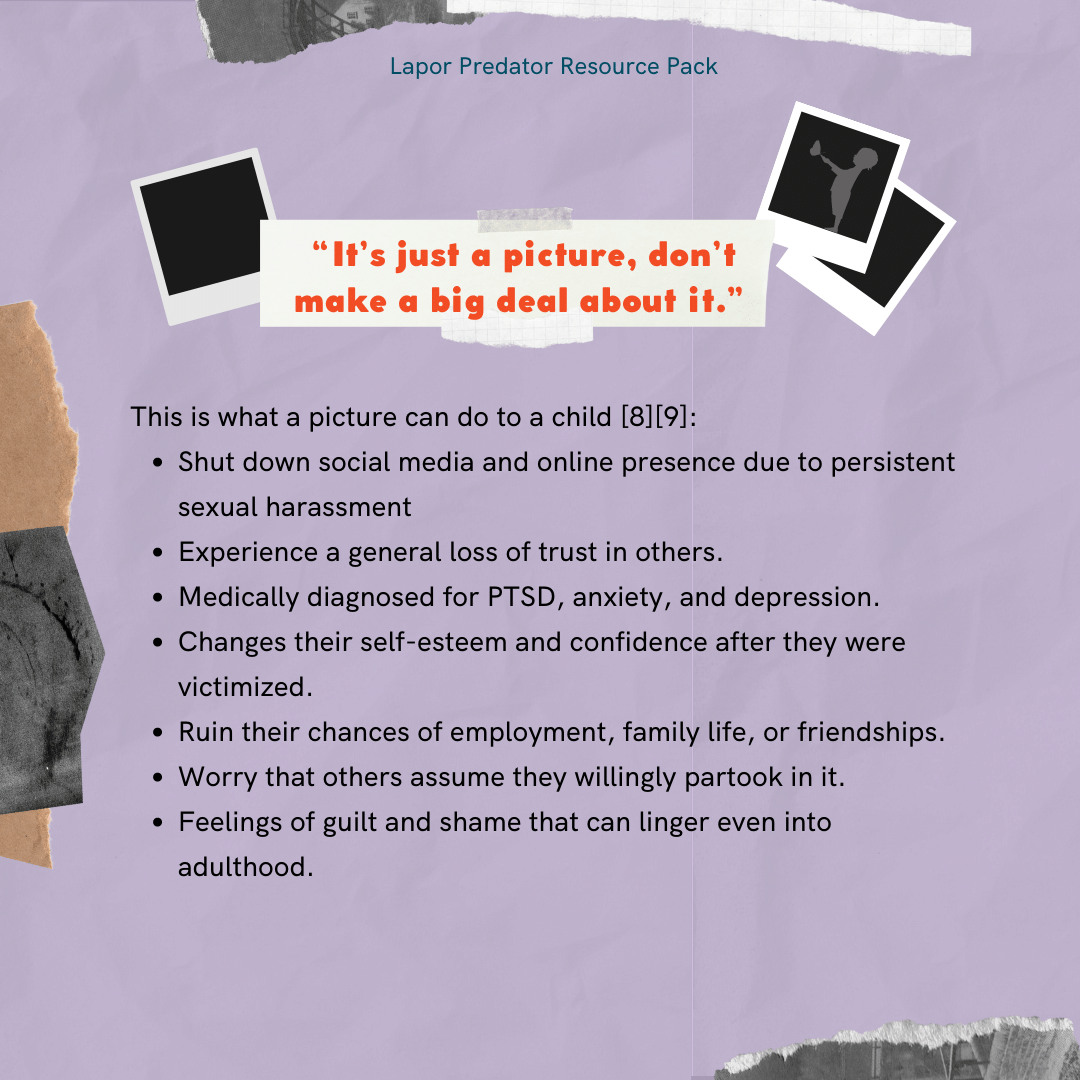 Lapor Predator Resource Pack
“It’s just a picture, don’t
make a big deal about it.”
This is what a picture can do to a child [8][9]:
• Shut down social media and online presence due to persistent
sexual harassment
• Experience a general loss of trust in others.
• Medically diagnosed for PTSD, anxiety, and depression.
• Changes their self-esteem and confidence after they were
victimized.
• Ruin their chances of employment, family life, or friendships.
• Worry that others assume they willingly partook in it.
• Feelings of guilt and shame that can linger even into
adulthood.